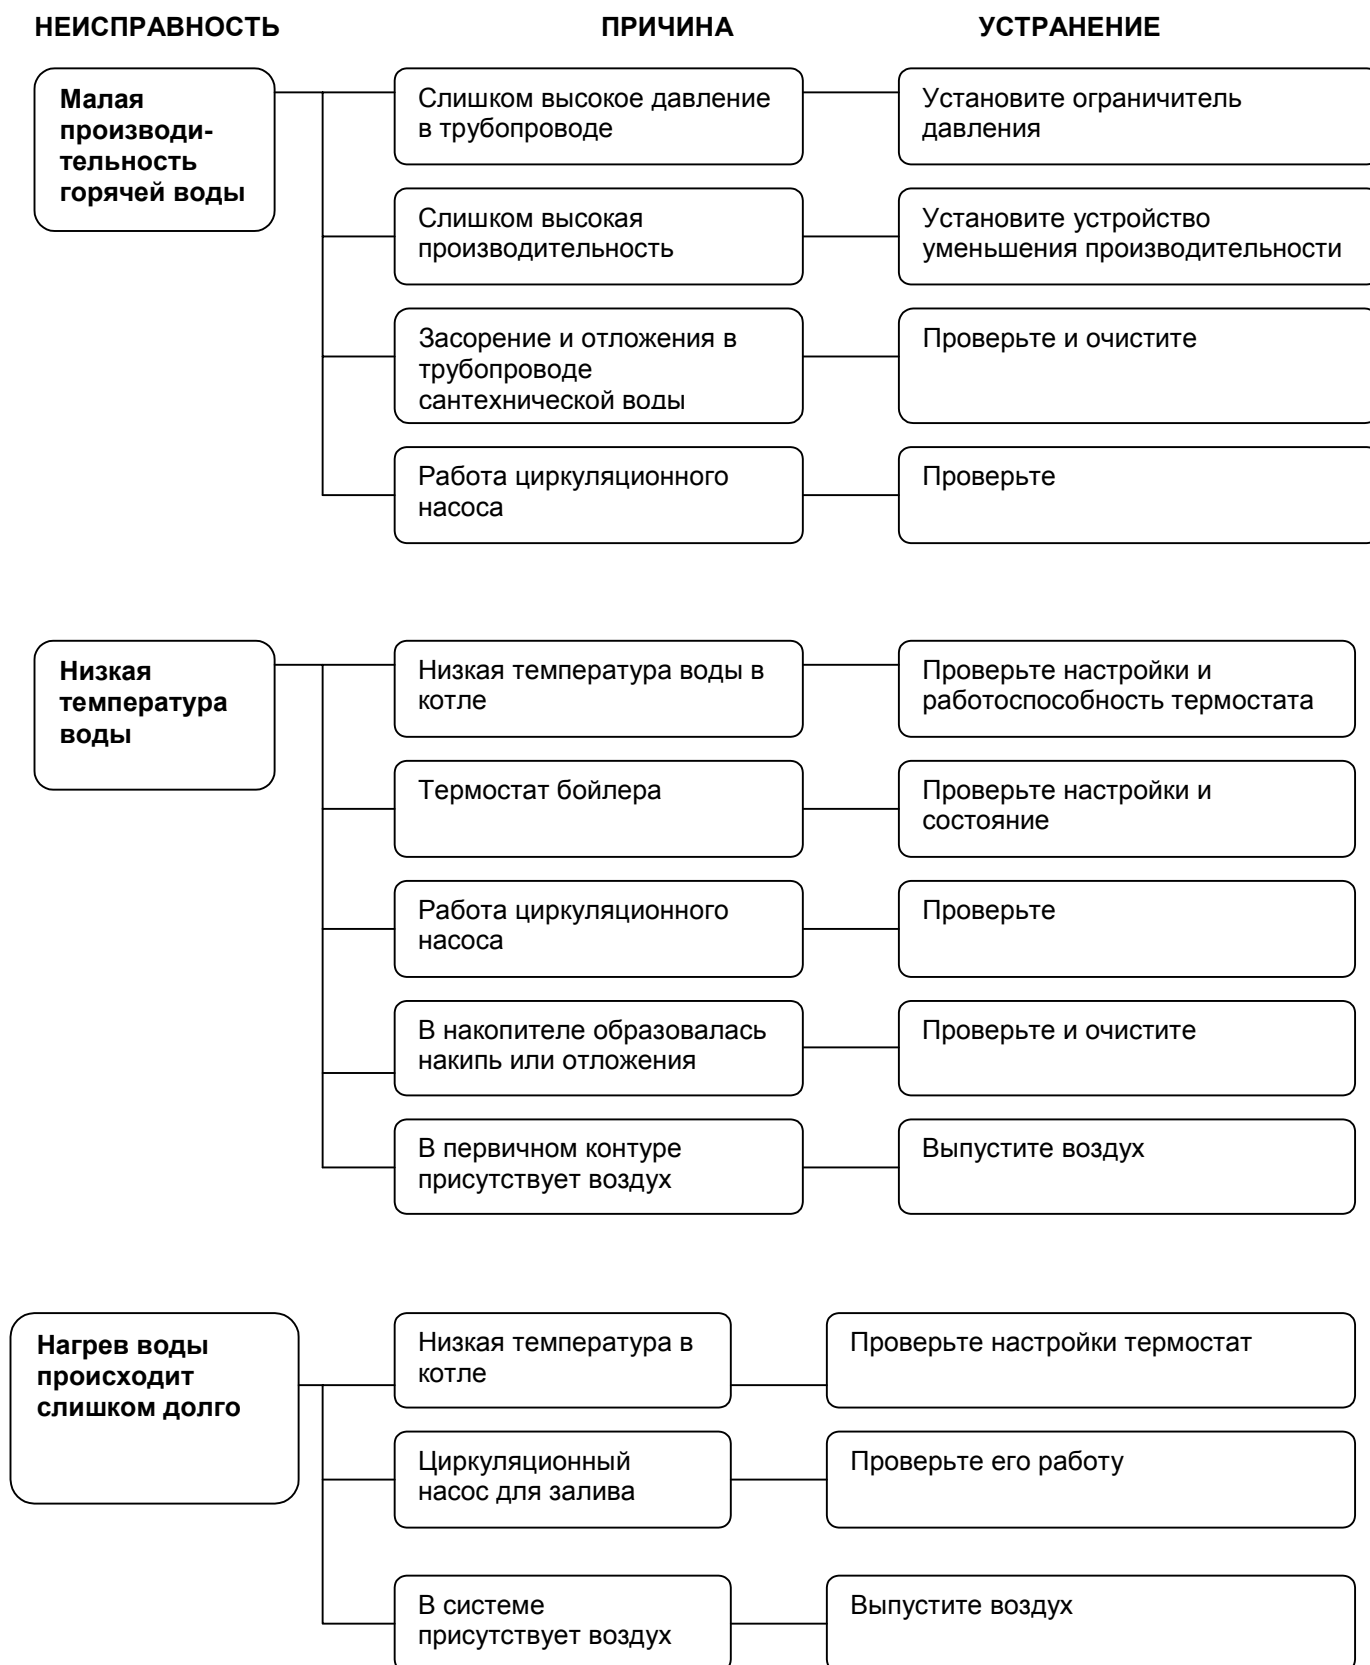 НЕИСПРАВНОСТЬ ПРИЧИНА УСТРАНЕНИЕ
Малая
производи-
тельность
горячей воды
Слишком высокое давление
в трубопроводе
Установите ограничитель
давления
Слишком высокая
производительность
Установите устройство
уменьшения производительности
Засорение и отложения в
трубопроводе
сантехнической воды
Проверьте и очистите
Работа циркуляционного
насоса
Проверьте
Низкая
температура
воды
Низкая температура воды в
котле
Проверьте настройки и
работоспособность термостата
Термостат бойлера
Проверьте настройки и
состояние
Работа циркуляционного
насоса
Проверьте
В накопителе образовалась
накипь или отложения
Проверьте и очистите
В первичном контуре
присутствует воздух
Выпустите воздух
Нагрев воды
происходит
слишком долго
Низкая температура в
котле
Проверьте настройки термостат
Циркуляционный
насос для залива
Проверьте его работу
В системе
присутствует воздух
Выпустите воздух